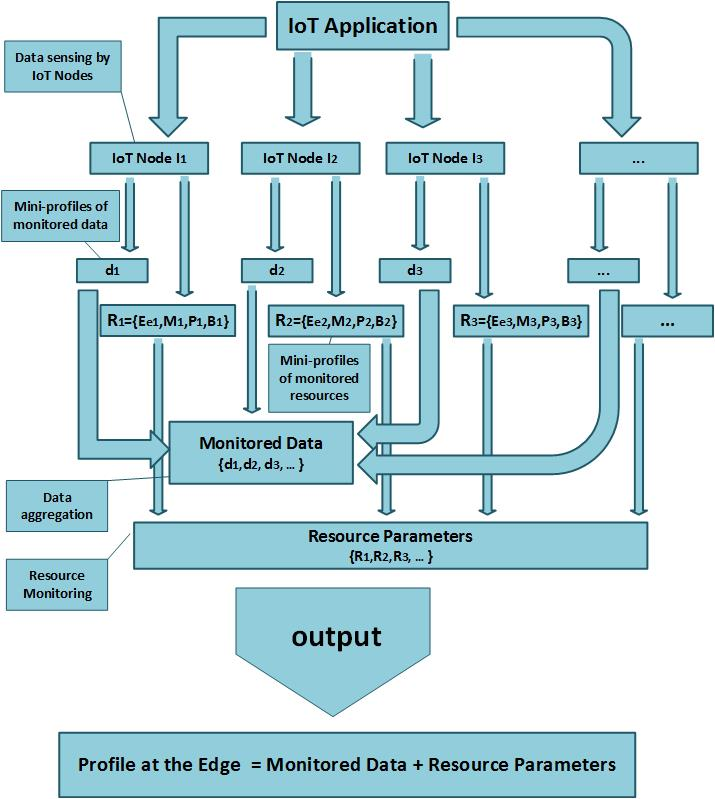 IoT Application
Data sensing by
IoT Nodes
IoT Node I1
IoT Node I2
IoT Node I3
...
Mini-profiles of
monitored data
d1
d2
d3
...
R1={Ee1,M1,P1,B1}
R2={Ee2,M2,P2,B2}
R3={Ee3,M3,P3,B3}
...
Mini-profiles
of monitored
resources
Monitored Data
{d1,d2, d3, ... }
Data
aggregation
Resource Parameters
{R1,R2,R3, ... }
Resource
Monitoring
output
Profile at the Edge = Monitored Data + Resource Parameters